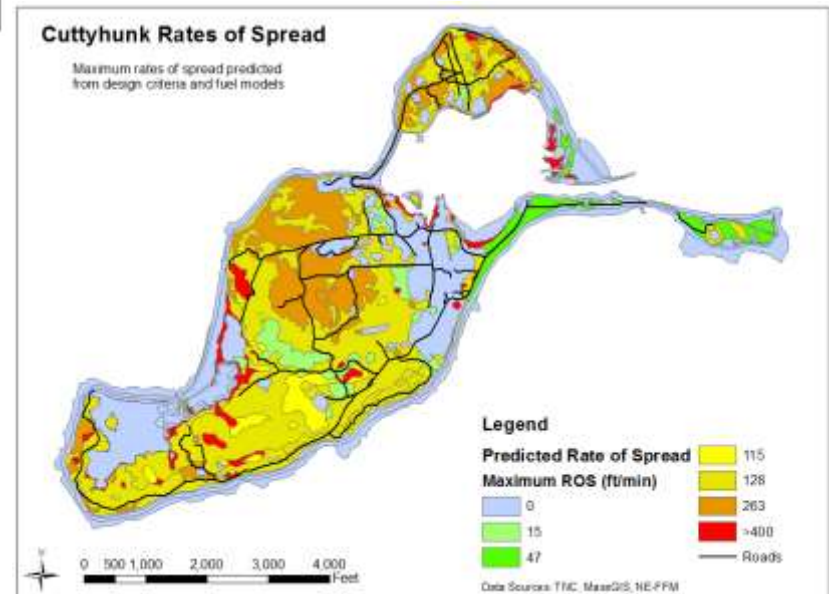 Cuttyhunk Rates of Spread
Maximum rates of spread predicted
from design criteria and fuel models
Legend
Predicted Rate of Spread
Maximum ROS (ft/min)
0
15
47
115
128
263
>400
Roads
0 500 1,000 2,000 3,000 4,000
Feet
Data Sources: TNC, MassGIS, NE-FFM